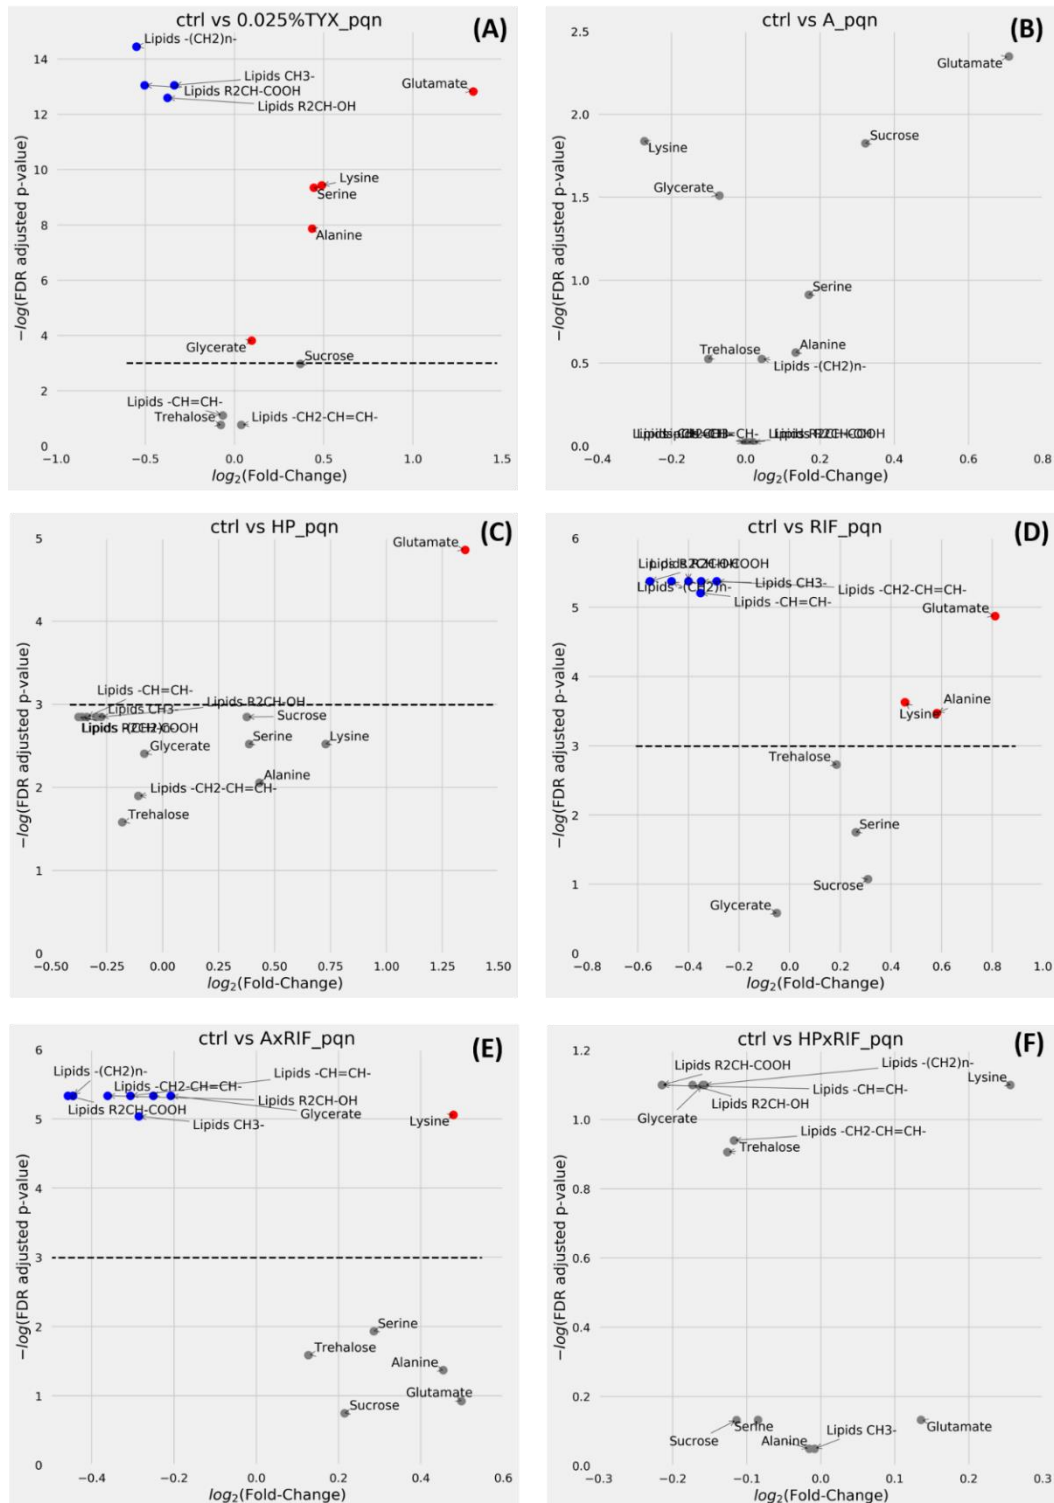 ctrl vs 0.025%TYX_pqn
(A)
Lipids -(CH2)n-
Lipids CH3-
Lipids R2CH-COOH
Lipids R2CH-OH
Glutamate
Lysine
Serine
Alanine
Glycerate
Sucrose
Lipids -CH=CH-
Trehalose
Lipids -CH2-CH=CH-
14
12
10
8
6
4
2
0
−1.0 −0.5 0.0 0.5 1.0 1.5
−log(FDR adjusted p-value)
log2(Fold-Change)
ctrl vs A_pqn
(B)
Glutamate
Lysine
Sucrose
Glycerate
Serine
Trehalose
Alanine
Lipids -(CH2)n-
2.5
2.0
1.5
1.0
0.5
0.0
−0.4 −0.2 0.0 0.2 0.4 0.6 0.8
−log(FDR adjusted p-value)
log2(Fold-Change)
ctrl vs HP_pqn
(C)
Glutamate
Lipids -CH=CH-
Lipids CH3-
Lipids R2CH-OH
Sucrose
Glycerate
Serine
Lysine
Alanine
Lipids -CH2-CH=CH-
Trehalose
5
4
3
2
1
0
−0.50 −0.25 0.00 0.25 0.50 0.75 1.00 1.25 1.50
−log(FDR adjusted p-value)
log2(Fold-Change)
ctrl vs RIF_pqn
(D)
Lipids -(CH2)n-
Lipids CH3-
Lipids -CH2-CH=CH-
Lipids -CH=CH-
Glutamate
Alanine
Lysine
Trehalose
Serine
Sucrose
Glycerate
6
5
4
3
2
1
0
−0.8 −0.6 −0.4 −0.2 0.0 0.2 0.4 0.6 0.8 1.0
−log(FDR adjusted p-value)
log2(Fold-Change)
ctrl vs AxRIF_pqn
(E)
Lipids -(CH2)n-
Lipids -CH=CH-
Lipids -CH2-CH=CH-
Lipids R2CH-OH
Lipids R2CH-COOH
Glycerate
Lipids CH3-
Lysine
Serine
Trehalose
Alanine
Glutamate
Sucrose
6
5
4
3
2
1
0
−0.4 −0.2 0.0 0.2 0.4 0.6
−log(FDR adjusted p-value)
log2(Fold-Change)
ctrl vs HPxRIF_pqn
(F)
Lipids R2CH-COOH
Lipids -(CH2)n-
Lysine
Lipids -CH=CH-
Glycerate
Lipids R2CH-OH
Lipids -CH2-CH=CH-
Trehalose
Sucrose
Serine
Alanine
Lipids CH3-
Glutamate
1.2
1.0
0.8
0.6
0.4
0.2
0.0
−0.3 −0.2 −0.1 0.0 0.1 0.2 0.3
−log(FDR adjusted p-value)
log2(Fold-Change)